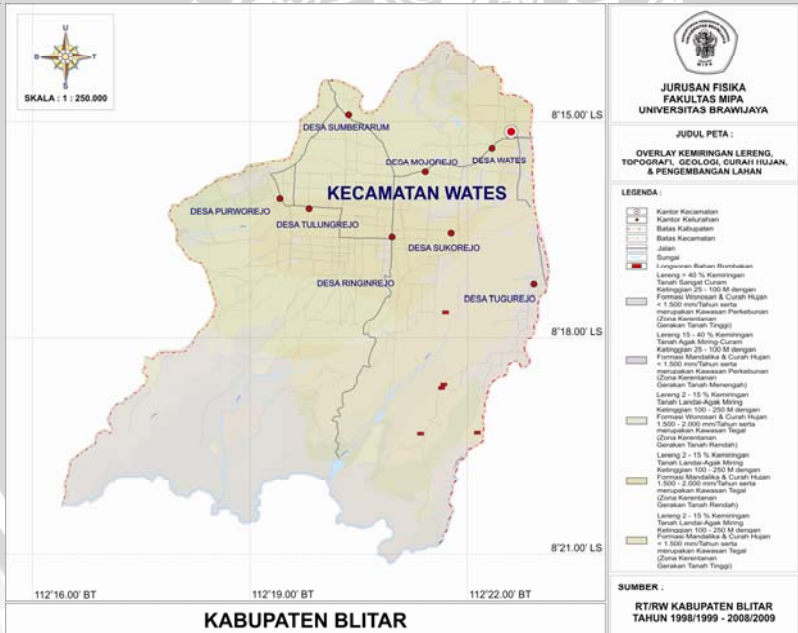 U
B T
S
SKALA : 1 : 250.000
DESA SUMBERARUM
DESA MOJOREJO
DESA WATES
KECAMATAN WATES
DESA PURWOREJO
DESA TULUNGREJO
DESA SUKOREJO
DESA RINGINREJO
DESA TUGUREJO
8°15.00' LS
8°18.00' LS
8°21.00' LS
112°16.00' BT
112°19.00' BT
112°22.00' BT
KABUPATEN BLITAR
UNIVERSITAS BRAWIJAYA
JURUSAN FISIKA
FAKULTAS MIPA
UNIVERSITAS BRAWIJAYA
JUDUL PETA :
OVERLAY KEMIRINGAN LERENG,
TOPOGRAFI, GEOLOGI, CURAH HUJAN,
& PENGEMBANGAN LAHAN
LEGENDA :
Kantor Kecamatan
Kantor Kelurahan
Batas Kabupaten
Batas Kecamatan
Jalan
Sungai
Longsoran Bahan Rombakan
Lereng > 40 % Kemiringan
Tanah Sangat Curam
Ketinggian 25 - 100 M dengan
Formasi Wonosari & Curah Hujan
< 1.500 mm/Tahun serta
merupakan Kawasan Perkebunan
(Zona Kerentanan
Gerakan Tanah Tinggi)
Lereng 15 - 40 % Kemiringan
Tanah Agak Miring-Curam
Ketinggian 25 - 100 M dengan
Formasi Mandalika & Curah Hujan
< 1.500 mm/Tahun serta
merupakan Kawasan Perkebunan
(Zona Kerentanan
Gerakan Tanah Menengah)
Lereng 2 - 15 % Kemiringan
Tanah Landai-Agak Miring
Ketinggian 100 - 250 M dengan
Formasi Wonosari & Curah Hujan
1.500 - 2.000 mm/Tahun serta
merupakan Kawasan Tegal
(Zona Kerentanan
Gerakan Tanah Rendah)
Lereng 2 - 15 % Kemiringan
Tanah Landai-Agak Miring
Ketinggian 100 - 250 M dengan
Formasi Mandalika & Curah Hujan
1.500 - 2.000 mm/Tahun serta
merupakan Kawasan Tegal
(Zona Kerentanan
Gerakan Tanah Rendah)
Lereng 2 - 15 % Kemiringan
Tanah Landai-Agak Miring
Ketinggian 100 - 250 M dengan
Formasi Mandalika & Curah Hujan
< 1.500 mm/Tahun serta
merupakan Kawasan Tegal
(Zona Kerentanan
Gerakan Tanah Tinggi)
SUMBER :
RT/RW KABUPATEN BLITAR
TAHUN 1998/1999 - 2008/2009